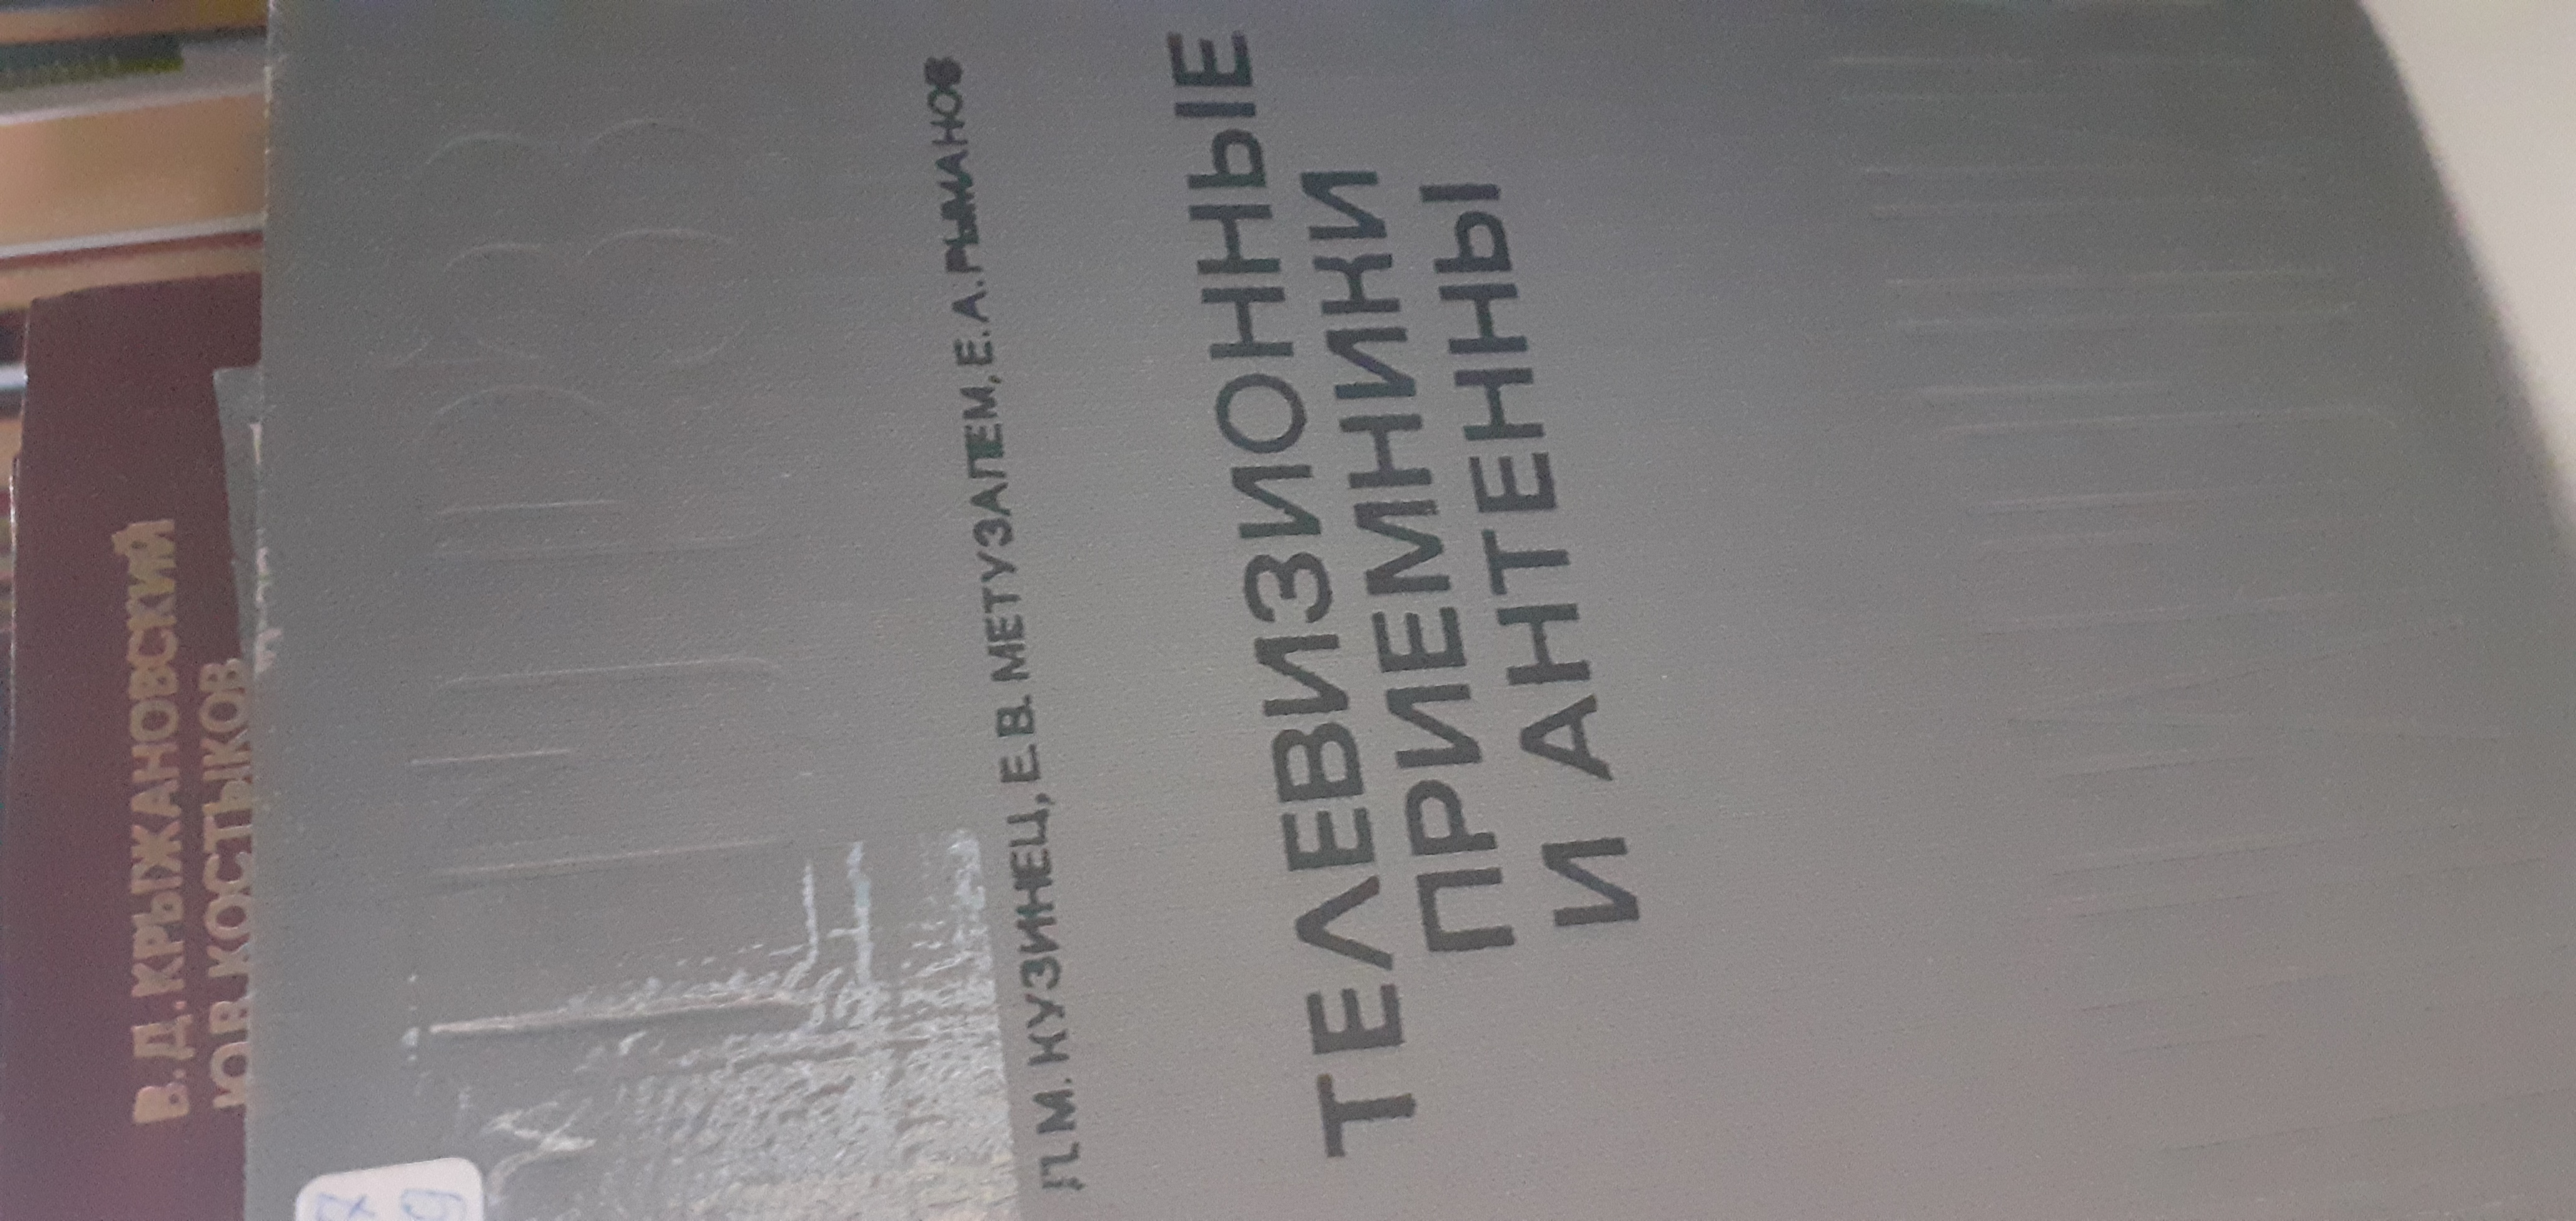 Л. М. КУЗИНЕЦ, Е. В. МЕТУЗАЛЕМ, Е. А. РЫМАНОВ
ТЕЛЕВИЗИОННЫЕ
ПРИЕМНИКИ
И АНТЕННЫ
В. Д. КРЫЖАНОВСКИЙ
Ю. В. КОСТЫКОВ